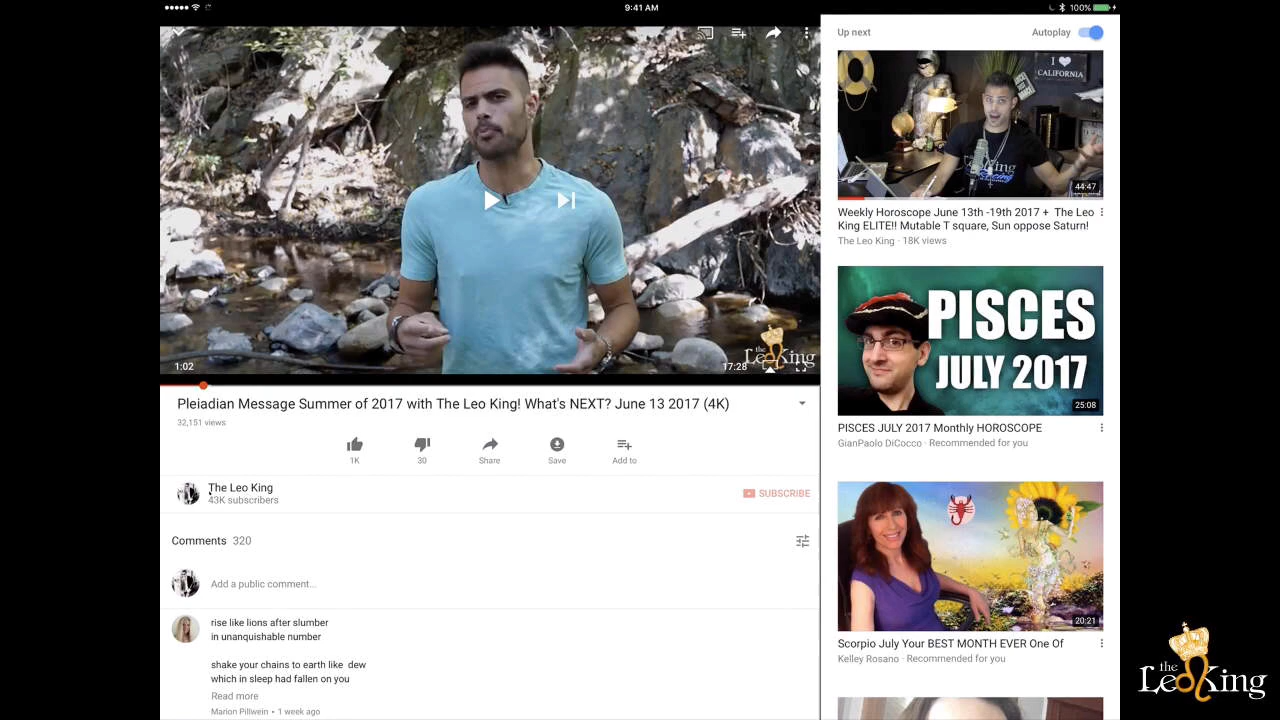 9:41 AM
100%
1:02
17:28
the
LeoKing
Pleiadian Message Summer of 2017 with The Leo King! What's NEXT? June 13 2017 (4K)
32,151 views
1K
30
Share
Save
Add to
The Leo King
43K subscribers
SUBSCRIBE
Comments 320
Add a public comment...
rise like lions after slumber
in unanquishable number
shake your chains to earth like dew
which in sleep had fallen on you
Read more
Marion Pillwein • 1 week ago
Up next
Autoplay
I ❤
CALIFORNIA
44:47
Weekly Horoscope June 13th -19th 2017 + The Leo
King ELITE!! Mutable T square, Sun oppose Saturn!
The Leo King · 18K views
PISCES
JULY 2017
25:08
PISCES JULY 2017 Monthly HOROSCOPE
GianPaolo DiCocco · Recommended for you
20:21
Scorpio July Your BEST MONTH EVER One Of
Kelley Rosano · Recommended for you
the
LeoKing